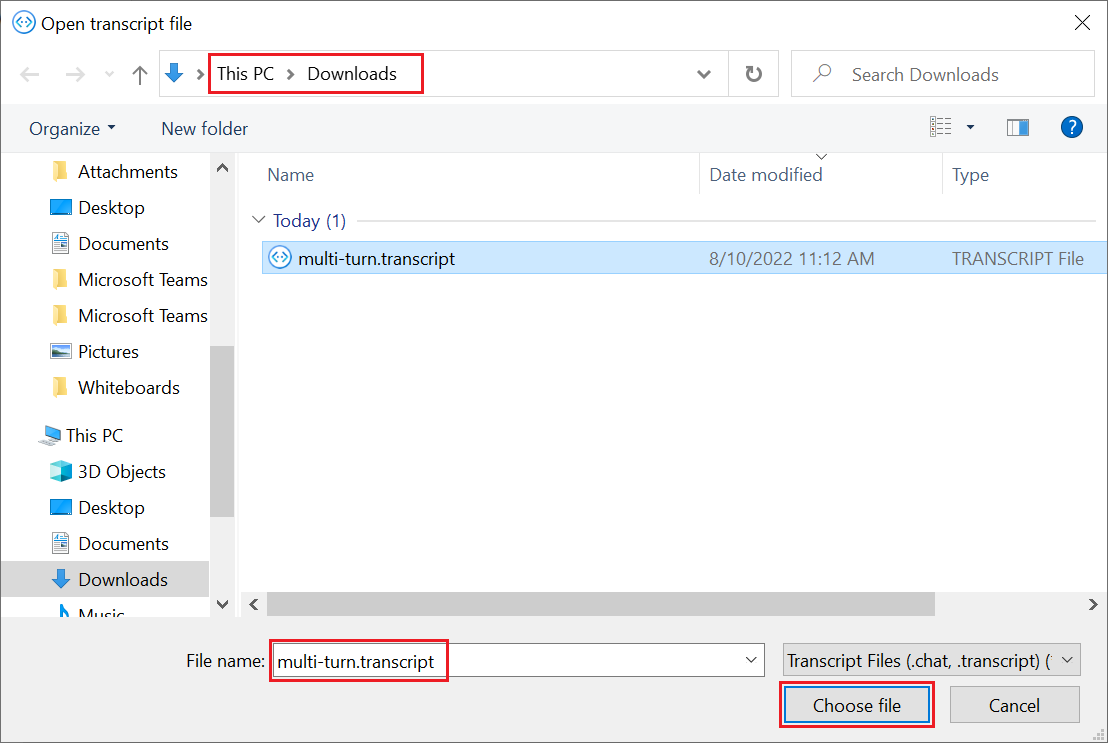 Open transcript file
This PC > Downloads
Search Downloads
Organize
New folder
?
Attachments
Desktop
Documents
Microsoft Teams
Microsoft Teams
Pictures
Whiteboards
This PC
3D Objects
Desktop
Documents
Downloads
Music
Name
Date modified
Type
Today (1)
multi-turn.transcript
8/10/2022 11:12 AM
TRANSCRIPT File
File name:
multi-turn.transcript
Transcript Files (.chat, .transcript) (
Choose file
Cancel